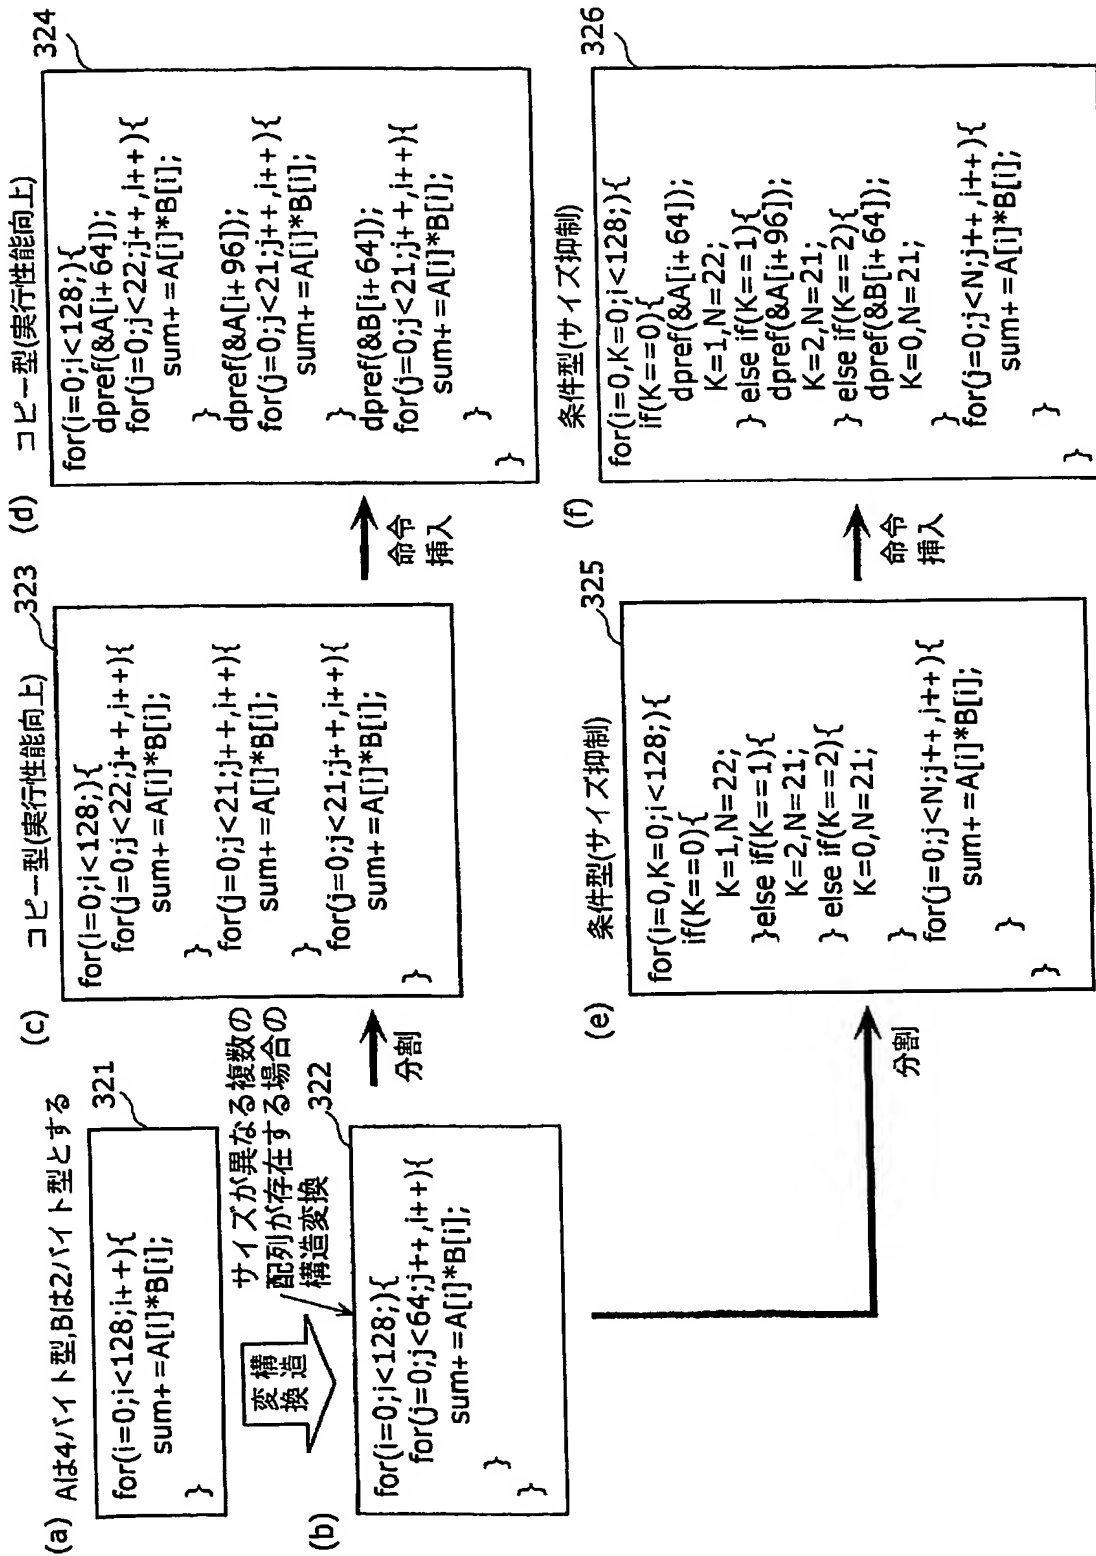 (a) Aは4バイト型,Bは2バイト型とする
321
for(i=0;i<128;i++){
sum+=A[i]*B[i];
}
構造
変換
サイズが異なる複数の
配列が存在する場合の
構造変換
(b)
322
for(i=0;i<128;){
for(j=0;j<64;j++,i++){
sum+=A[i]*B[i];
}
}
分割
(c)
コピー型(実行性能向上)
323
for(i=0;i<128;){
for(j=0;j<22;j++,i++){
sum+=A[i]*B[i];
}
for(j=0;j<21;j++,i++){
sum+=A[i]*B[i];
}
for(j=0;j<21;j++,i++){
sum+=A[i]*B[i];
}
}
命令
挿入
(d)
コピー型(実行性能向上)
324
for(i=0;i<128;){
dpref(&A[i+64]);
for(j=0;j<22;j++,i++){
sum+=A[i]*B[i];
}
dpref(&A[i+96]);
for(j=0;j<21;j++,i++){
sum+=A[i]*B[i];
}
dpref(&B[i+64]);
for(j=0;j<21;j++,i++){
sum+=A[i]*B[i];
}
}
分割
(e)
条件型(サイズ抑制)
325
for(i=0,K=0;i<128;){
if(K==0){
K=1,N=22;
}else if(K==1){
K=2,N=21;
} else if(K==2){
K=0,N=21;
}
for(j=0;j<N;j++,i++){
sum+=A[i]*B[i];
}
}
命令
挿入
(f)
条件型(サイズ抑制)
326
for(i=0,K=0;i<128;){
if(K==0){
dpref(&A[i+64]);
K=1,N=22;
} else if(K==1){
dpref(&A[i+96]);
K=2,N=21;
} else if(K==2){
dpref(&B[i+64]);
K=0,N=21;
}
for(j=0;j<N;j++,i++){
sum+=A[i]*B[i];
}
}